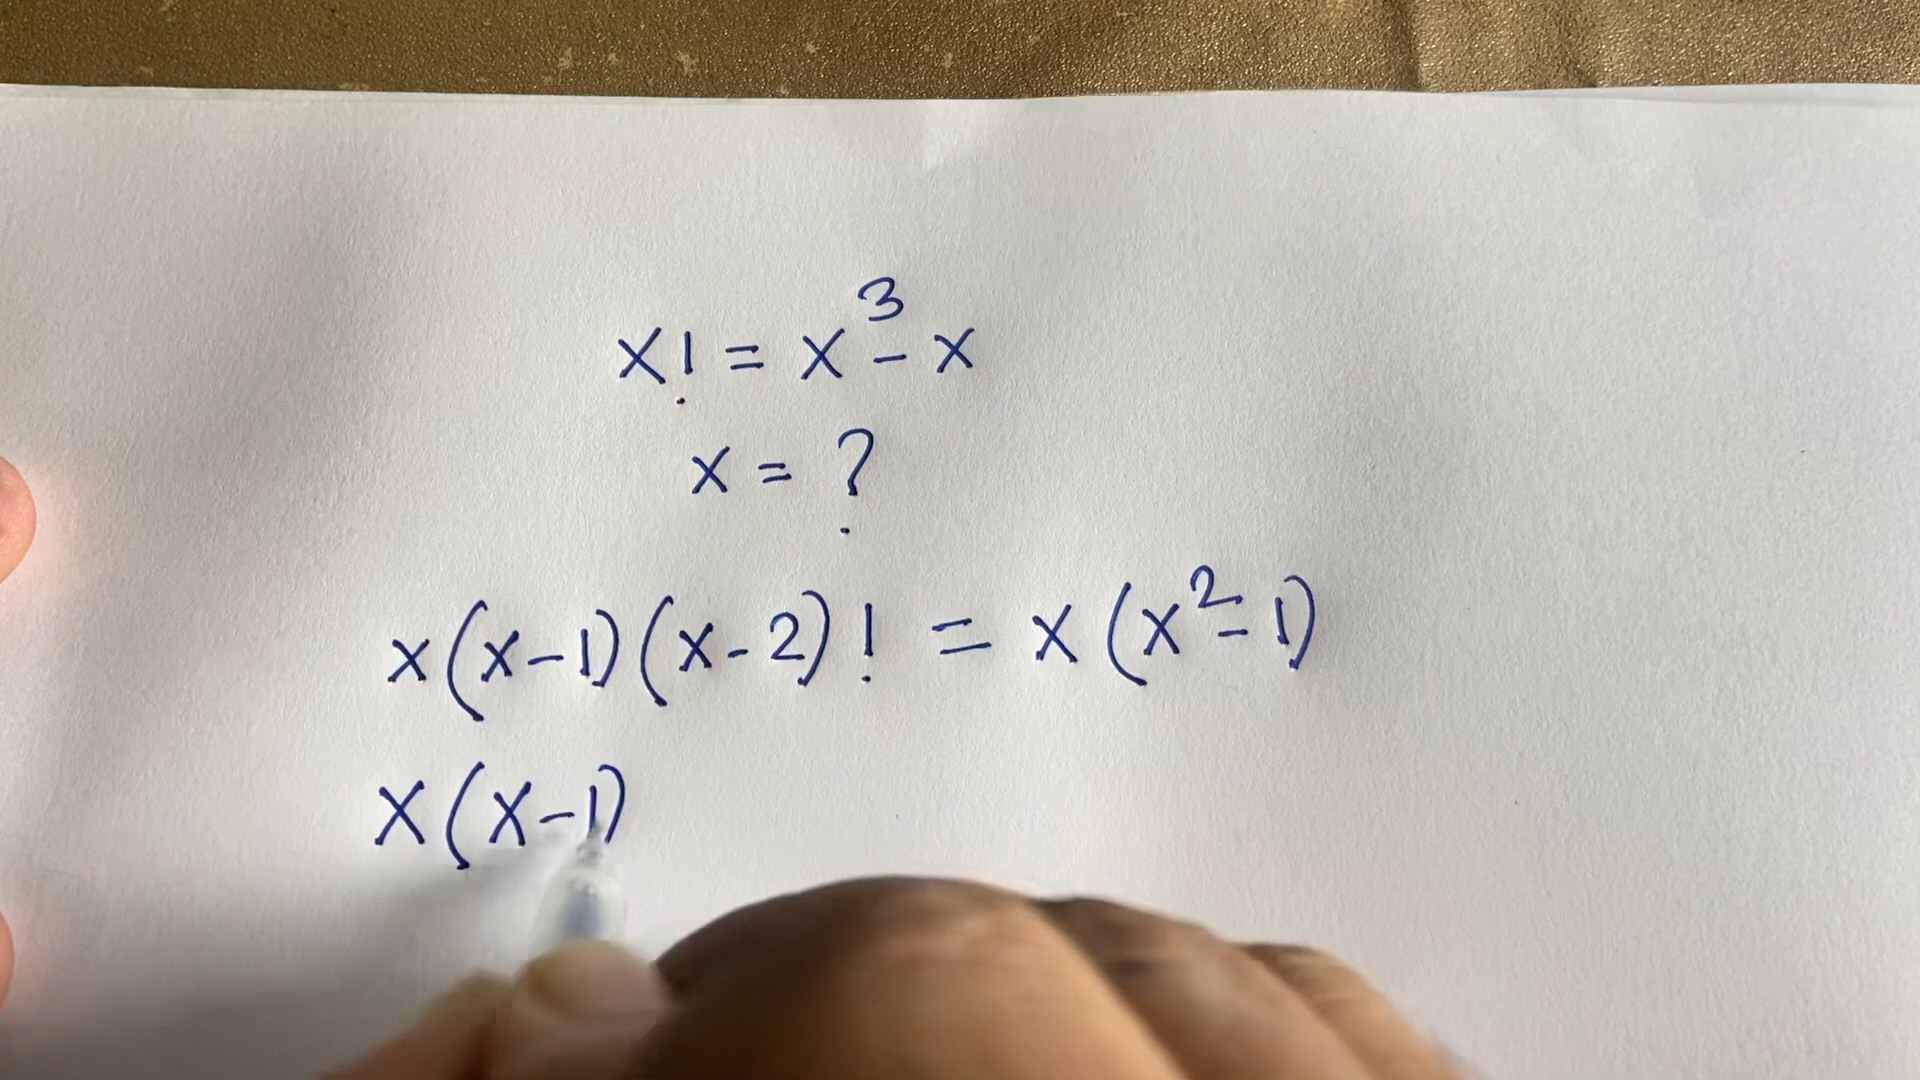 x! = x³ - x
x = ?
x(x-1)(x-2)! = x(x²-1)
x(x-1)